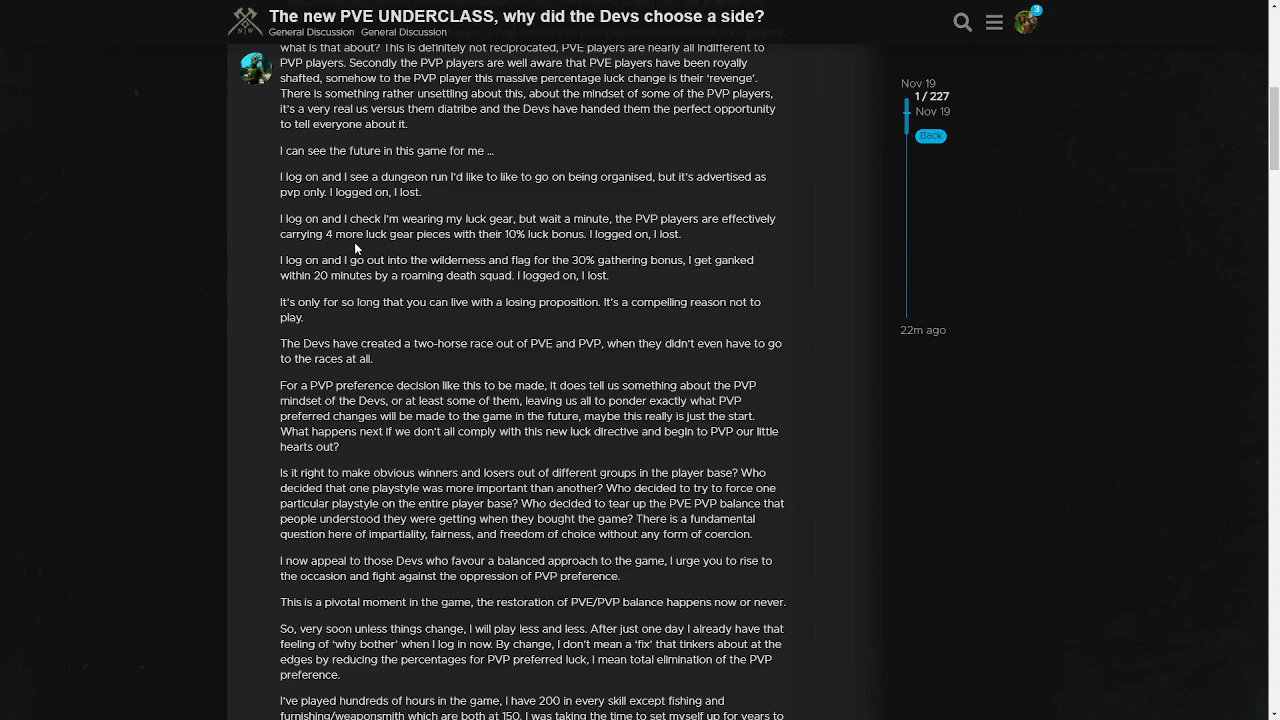 The new PVE UNDERCLASS, why did the Devs choose a side?
General Discussion General Discussion
3
what is that about? This is definitely not reciprocated, PVE players are nearly all indifferent to
PVP players. Secondly the PVP players are well aware that PVE players have been royally
shafted, somehow to the PVP player this massive percentage luck change is their ‘revenge’.
There is something rather unsettling about this, about the mindset of some of the PVP players,
it’s a very real us versus them diatribe and the Devs have handed them the perfect opportunity
to tell everyone about it.
I can see the future in this game for me …
I log on and I see a dungeon run I’d like to like to go on being organised, but it’s advertised as
pvp only. I logged on, I lost.
I log on and I check I’m wearing my luck gear, but wait a minute, the PVP players are effectively
carrying 4 more luck gear pieces with their 10% luck bonus. I logged on, I lost.
I log on and I go out into the wilderness and flag for the 30% gathering bonus, I get ganked
within 20 minutes by a roaming death squad. I logged on, I lost.
It’s only for so long that you can live with a losing proposition. It’s a compelling reason not to
play.
The Devs have created a two-horse race out of PVE and PVP, when they didn’t even have to go
to the races at all.
For a PVP preference decision like this to be made, It does tell us something about the PVP
mindset of the Devs, or at least some of them, leaving us all to ponder exactly what PVP
preferred changes will be made to the game in the future, maybe this really is just the start.
What happens next if we don’t all comply with this new luck directive and begin to PVP our little
hearts out?
Is it right to make obvious winners and losers out of different groups in the player base? Who
decided that one playstyle was more important than another? Who decided to try to force one
particular playstyle on the entire player base? Who decided to tear up the PVE PVP balance that
people understood they were getting when they bought the game? There is a fundamental
question here of impartiality, fairness, and freedom of choice without any form of coercion.
I now appeal to those Devs who favour a balanced approach to the game, I urge you to rise to
the occasion and fight against the oppression of PVP preference.
This is a pivotal moment in the game, the restoration of PVE/PVP balance happens now or never.
So, very soon unless things change, I will play less and less. After just one day I already have that
feeling of ‘why bother’ when I log in now. By change, I don’t mean a ‘fix’ that tinkers about at the
edges by reducing the percentages for PVP preferred luck, I mean total elimination of the PVP
preference.
I’ve played hundreds of hours in the game, I have 200 in every skill except fishing and
furnishing/weaponsmith which are both at 150. I was taking the time to set myself up for years to
Nov 19
1 / 227
Nov 19
Back
22m ago